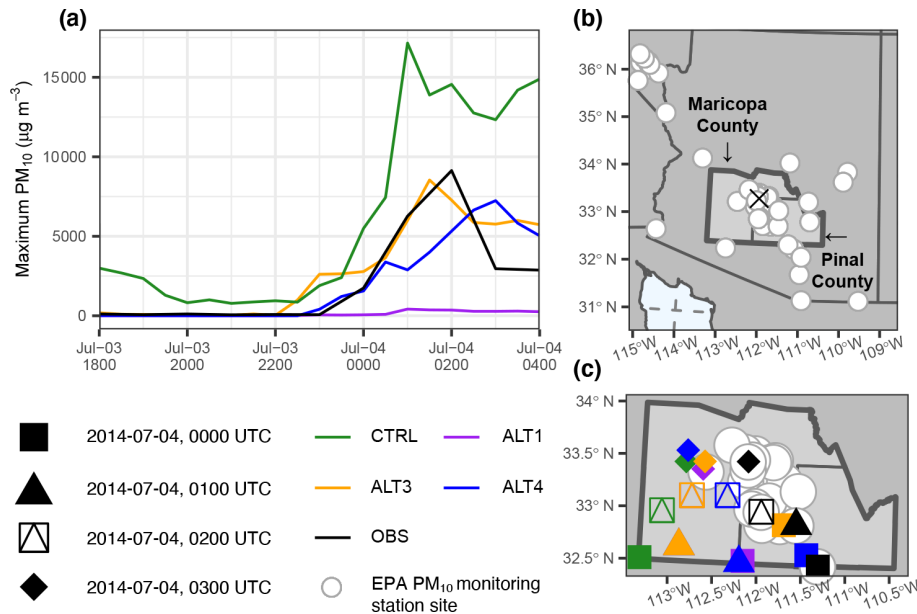 (a)
Maximum PM₁₀ (μg m⁻³)
15000
10000
5000
0
Jul−03
1800
Jul−03
2000
Jul−03
2200
Jul−04
0000
Jul−04
0200
Jul−04
0400
(b)
36° N
35° N
34° N
33° N
32° N
31° N
Maricopa
County
↓
←
Pinal
County
115°W
114°W
113°W
112°W
111°W
110°W
109°W
2014-07-04, 0000 UTC
2014-07-04, 0100 UTC
2014-07-04, 0200 UTC
2014-07-04, 0300 UTC
CTRL
ALT1
ALT3
ALT4
OBS
EPA PM₁₀ monitoring
station site
(c)
34° N
33.5° N
33° N
32.5° N
113°W
112.5°W
112°W
111.5°W
111°W
110.5°W